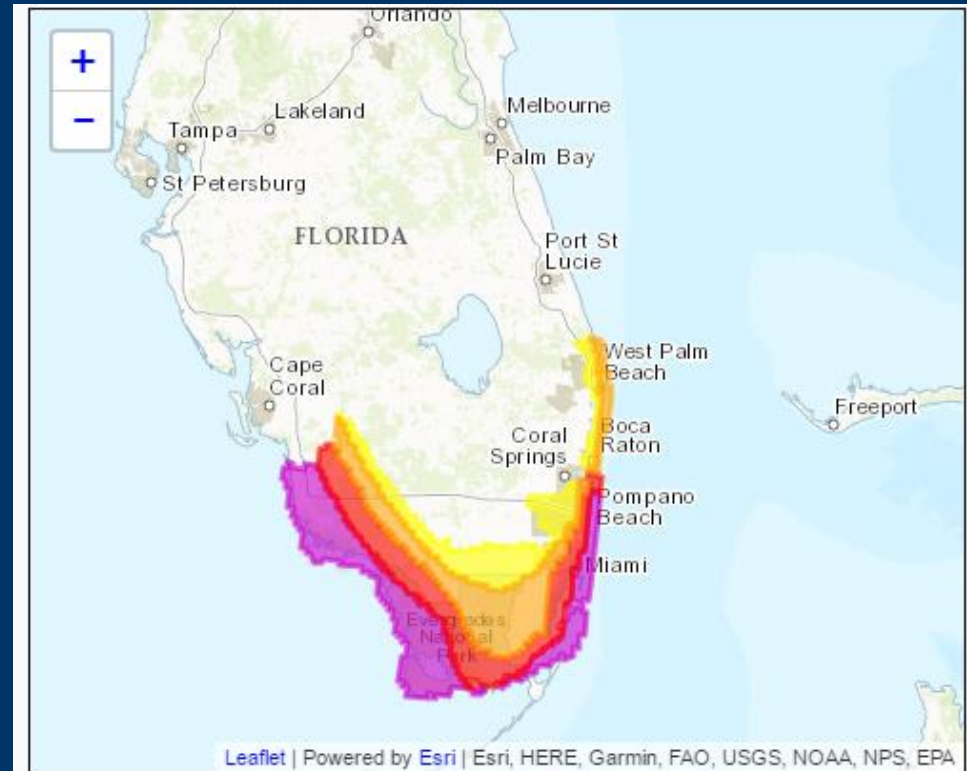 Orlando
+
−
Melbourne
Lakeland
Tampa
Palm Bay
St Petersburg
FLORIDA
Port St
Lucie
West Palm
Beach
Cape
Coral
Freeport
Boca
Raton
Coral
Springs
Pompano
Beach
Miami
Everglades
National
Park
Leaflet | Powered by Esri | Esri, HERE, Garmin, FAO, USGS, NOAA, NPS, EPA